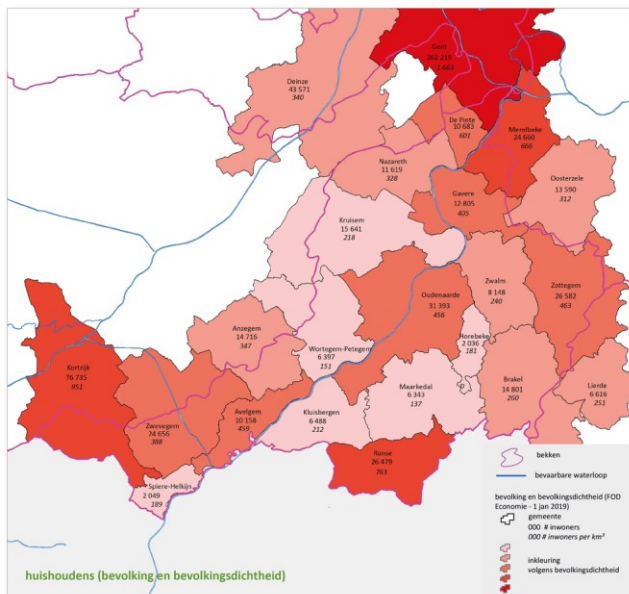 Gent
262 219
1 663
Deinze
43 571
340
De Pinte
10 683
601
Merelbeke
24 660
666
Nazareth
11 619
328
Oosterzele
13 590
312
Gavere
12 805
405
Kruisem
15 641
218
Zwalm
8 148
240
Zottegem
26 582
463
Oudenaarde
31 393
456
Anzegem
14 716
347
Wortegem-Petegem
6 397
151
Horebeke
2 036
181
Kortrijk
76 735
951
Maarkedal
6 343
137
Brakel
14 801
260
Lierde
6 616
251
Zwevegem
24 656
388
Avelgem
10 158
459
Kluisbergen
6 488
212
Ronse
26 479
763
Spiere-Helkijn
2 049
189
bekken
bevaarbare waterloop
bevolking en bevolkingsdichtheid (FOD
Economie - 1 jan 2019)
gemeente
000 # inwoners
000 # inwoners per km²
inkleuring
volgens bevolkingsdichtheid
huishoudens (bevolking en bevolkingsdichtheid)